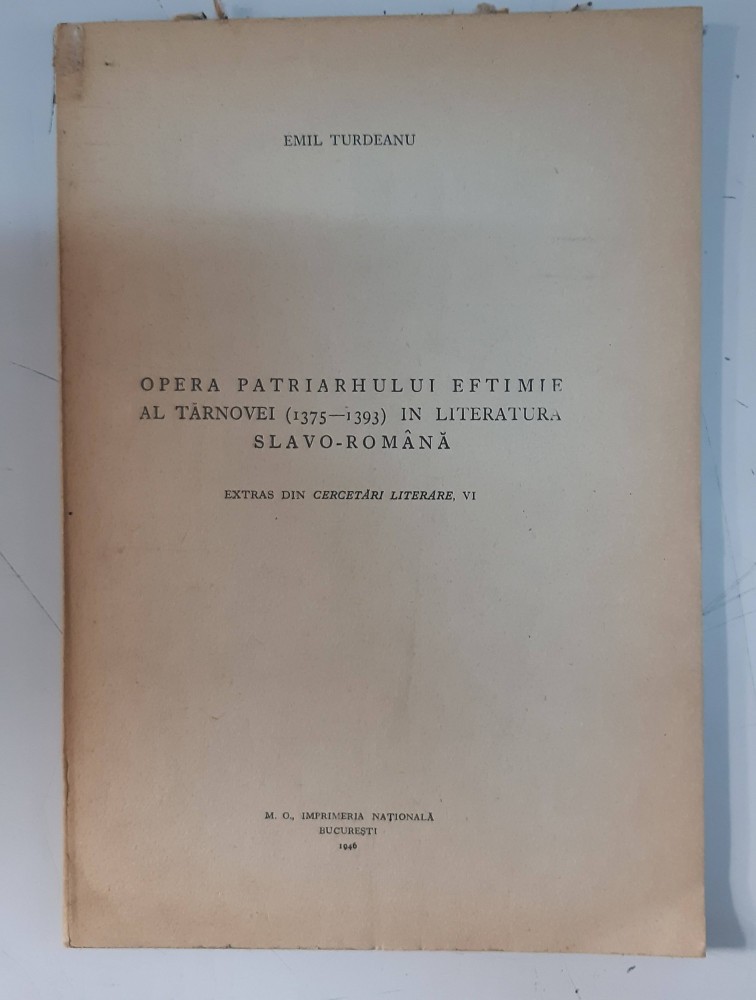 EMIL TURDEANU
OPERA PATRIARHULUI EFTIMIE
AL TÂRNOVEI (1375—1393) IN LITERATURA
SLAVO-ROMÂNĂ
EXTRAS DIN CERCETĂRI LITERARE, VI
M. O., IMPRIMERIA NAȚIONALĂ
BUCUREȘTI
1946